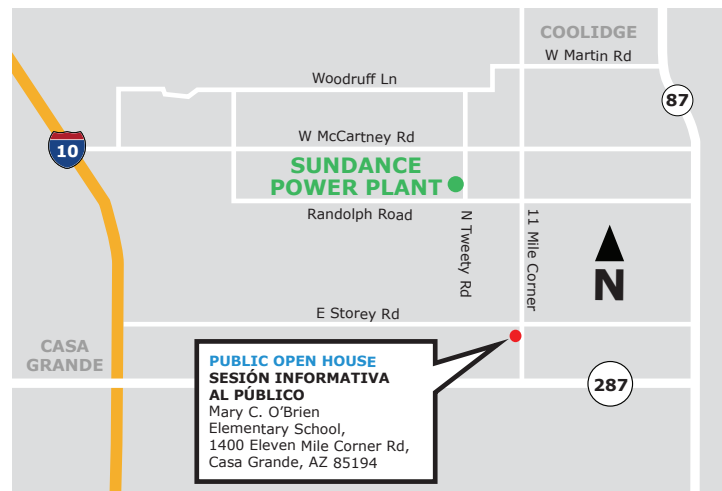 COOLIDGE
W Martin Rd
Woodruff Ln
87
W McCartney Rd
10
SUNDANCE
POWER PLANT
Randolph Road
N Tweety Rd
11 Mile Corner
N
E Storey Rd
CASA
GRANDE
PUBLIC OPEN HOUSE
SESIÓN INFORMATIVA
AL PÚBLICO
Mary C. O’Brien
Elementary School,
1400 Eleven Mile Corner Rd,
Casa Grande, AZ 85194
287